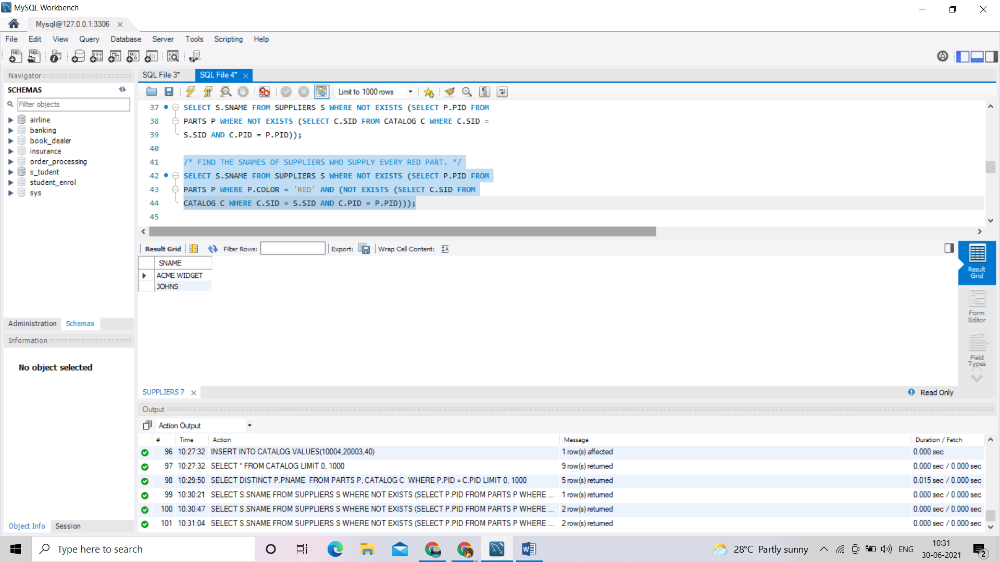 MySQL Workbench
Mysql@127.0.0.1:3306
File Edit View Query Database Server Tools Scripting Help
Navigator
SQL File 3* SQL File 4*
SCHEMAS
Limit to 1000 rows
Filter objects
airline
banking
book_dealer
insurance
order_processing
s_tudent
student_enrol
sys
37 SELECT S.SNAME FROM SUPPLIERS S WHERE NOT EXISTS (SELECT P.PID FROM
38 PARTS P WHERE NOT EXISTS (SELECT C.SID FROM CATALOG C WHERE C.SID =
39 S.SID AND C.PID = P.PID));
40
41 /* FIND THE SNAMES OF SUPPLIERS WHO SUPPLY EVERY RED PART. */
42 SELECT S.SNAME FROM SUPPLIERS S WHERE NOT EXISTS (SELECT P.PID FROM
43 PARTS P WHERE P.COLOR = 'RED' AND (NOT EXISTS (SELECT C.SID FROM
44 CATALOG C WHERE C.SID = S.SID AND C.PID = P.PID)));
45
Result Grid Filter Rows: Export: Wrap Cell Content:
SNAME
ACME WIDGET
JOHNS
Result
Grid
Form
Editor
Field
Types
Administration Schemas
Information
No object selected
SUPPLIERS 7 Read Only
Output
Action Output
# Time Action Message Duration / Fetch
96 10:27:32 INSERT INTO CATALOG VALUES(10004,20003,40) 1 row(s) affected 0.000 sec
97 10:27:32 SELECT * FROM CATALOG LIMIT 0, 1000 9 row(s) returned 0.000 sec / 0.000 sec
98 10:29:50 SELECT DISTINCT P.PNAME FROM PARTS P, CATALOG C WHERE P.PID = C.PID LIMIT 0, 1000 5 row(s) returned 0.015 sec / 0.000 sec
99 10:30:21 SELECT S.SNAME FROM SUPPLIERS S WHERE NOT EXISTS (SELECT P.PID FROM PARTS P WHERE ... 1 row(s) returned 0.000 sec / 0.000 sec
100 10:30:47 SELECT S.SNAME FROM SUPPLIERS S WHERE NOT EXISTS (SELECT P.PID FROM PARTS P WHERE ... 2 row(s) returned 0.000 sec / 0.000 sec
101 10:31:04 SELECT S.SNAME FROM SUPPLIERS S WHERE NOT EXISTS (SELECT P.PID FROM PARTS P WHERE ... 2 row(s) returned 0.000 sec / 0.000 sec
Object Info Session
Type here to search
28°C Partly sunny
ENG
10:31
30-06-2021
2